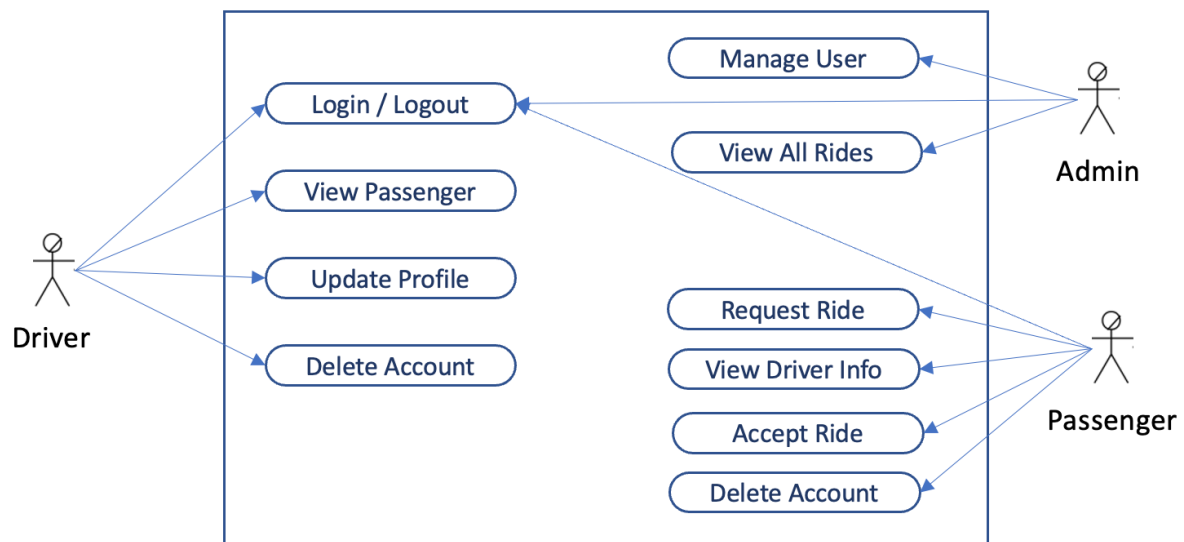 Manage User
Login / Logout
View All Rides
Admin
View Passenger
Update Profile
Driver
Request Ride
Delete Account
View Driver Info
Accept Ride
Passenger
Delete Account